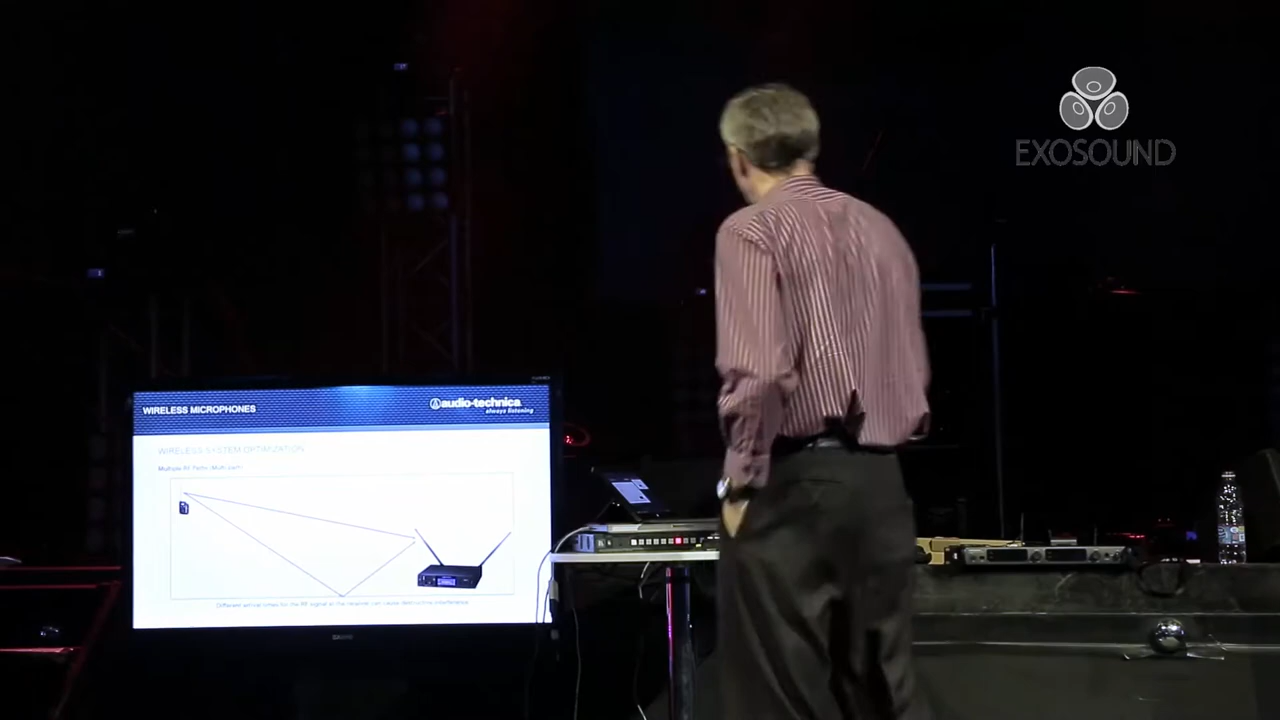 EXOSOUND
WIRELESS MICROPHONES
audio-technica
always listening
WIRELESS SYSTEM OPTIMIZATION
Multiple RF Paths (Multi-path)
Different arrival times for the RF signal at the receiver can cause destructive interference